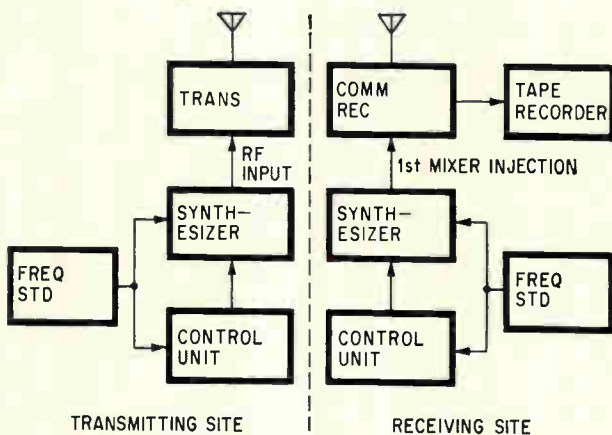 TRANS
RF
INPUT
SYNTH-
ESIZER
FREQ
STD
CONTROL
UNIT
TRANSMITTING SITE
COMM
REC
TAPE
RECORDER
1st MIXER INJECTION
SYNTH-
ESIZER
FREQ
STD
CONTROL
UNIT
RECEIVING SITE